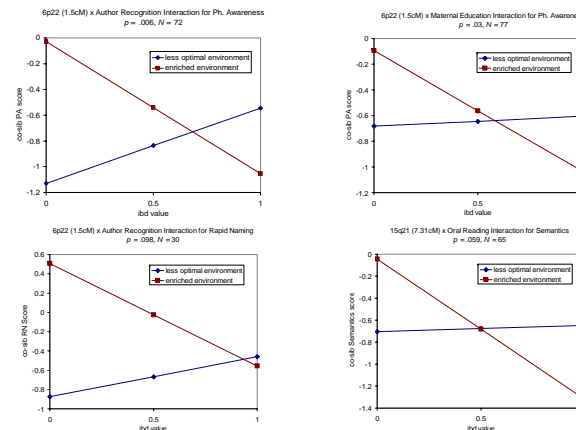 6p22 (1.5cM) x Author Recognition Interaction for Ph. Awareness
p = .006, N = 72
co-sib PA score
0
-0.2
-0.4
-0.6
-0.8
-1
-1.2
less optimal environment
enriched environment
0 0.5 1
ibd value
6p22 (1.5cM) x Maternal Education Interaction for Ph. Awarene
p = .03, N = 77
co-sib PA score
0
-0.2
-0.4
-0.6
-0.8
-1
-1.2
less optimal environment
enriched environment
0 0.5
ibd value
6p22 (1.5cM) x Author Recognition Interaction for Rapid Naming
p = .098, N = 30
co-sib RN Score
0.6
0.4
0.2
0
-0.2
-0.4
-0.6
-0.8
-1
less optimal environment
enriched environment
0 0.5 1
ibd value
15q21 (7.31cM) x Oral Reading Interaction for Semantics
p = .059, N = 65
co-sib Semantics score
0
-0.2
-0.4
-0.6
-0.8
-1
-1.2
-1.4
less optimal environment
enriched environment
0 0.5
ibd value